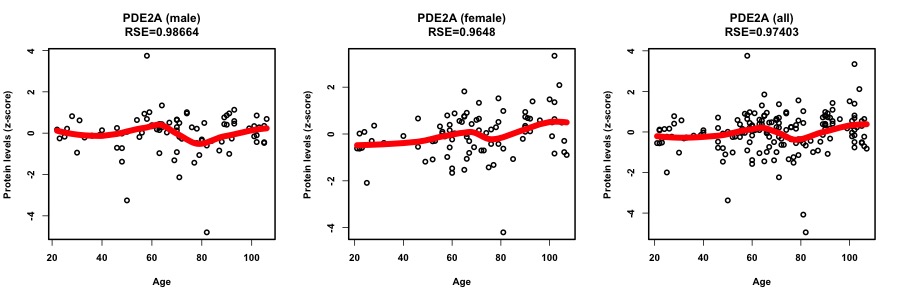 PDE2A (male)
RSE=0.98664
Protein levels (z-score)
4
2
0
-2
-4
20 40 60 80 100
Age
PDE2A (female)
RSE=0.9648
Protein levels (z-score)
2
0
-2
-4
20 40 60 80 100
Age
PDE2A (all)
RSE=0.97403
Protein levels (z-score)
4
2
0
-2
-4
20 40 60 80 100
Age